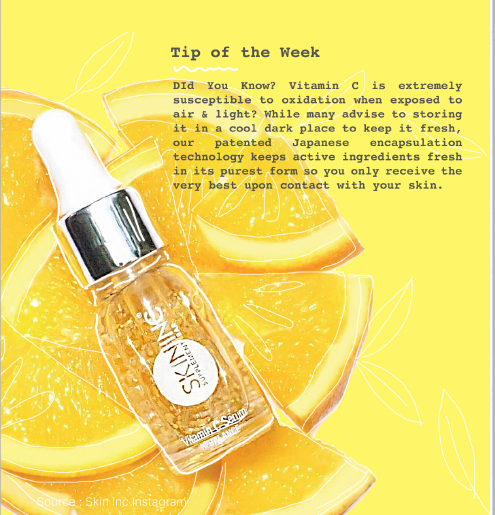 Tip of the Week
DId You Know? Vitamin C is extremely
susceptible to oxidation when exposed to
air & light? While many advise to storing
it in a cool dark place to keep it fresh,
our patented Japanese encapsulation
technology keeps active ingredients fresh
in its purest form so you only receive the
very best upon contact with your skin.
SKIN INC
SUPPLEMENT
Vitamin C Serum
Source : Skin Inc Instagram